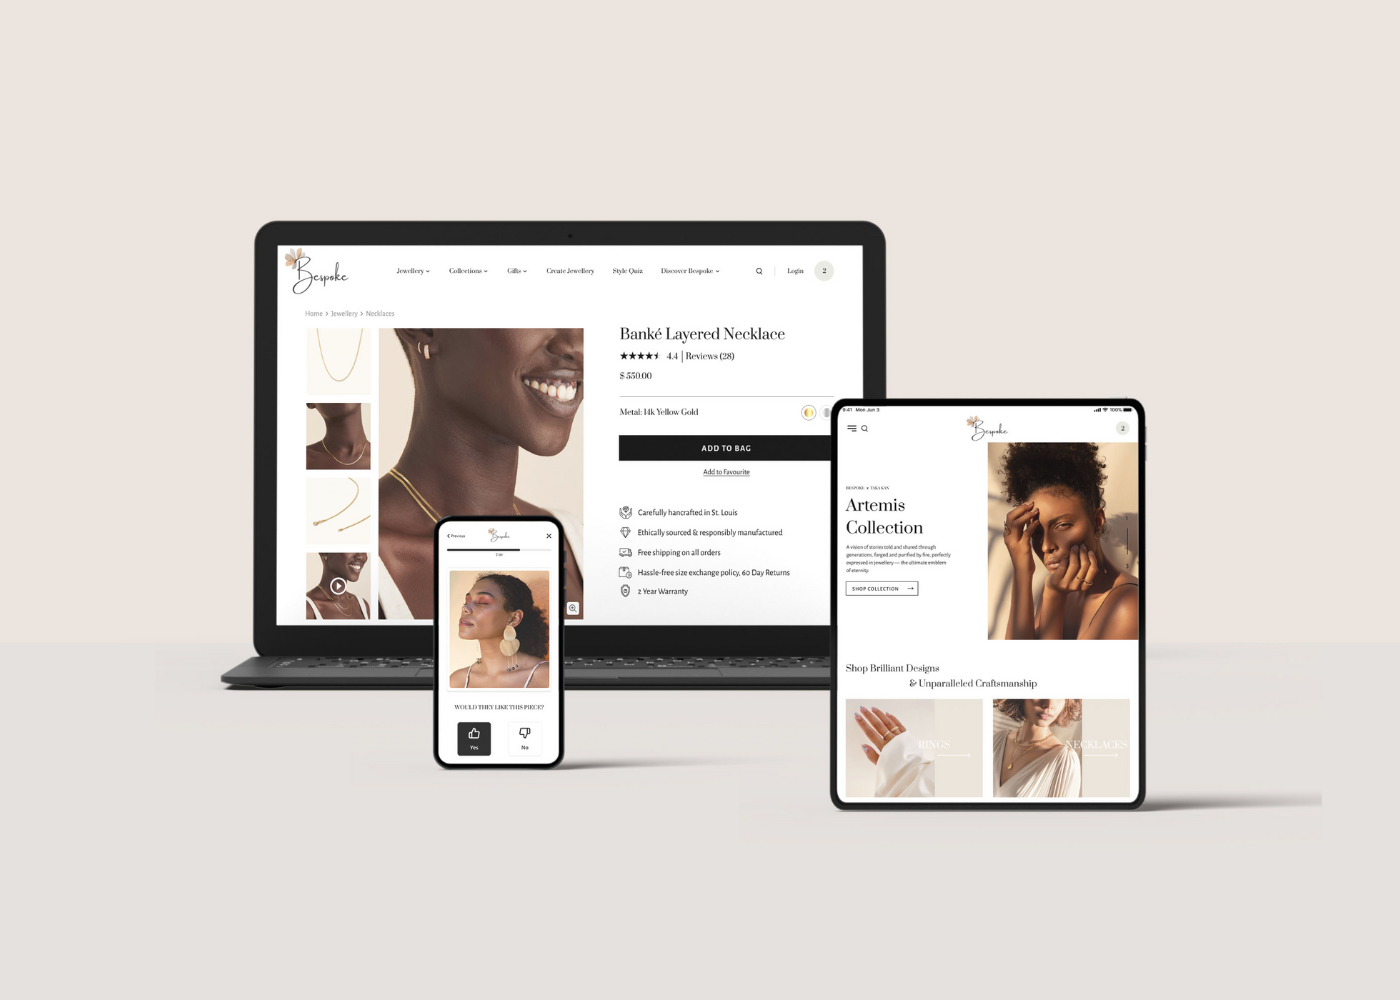 Bespoke
Jewellery
Collections
Gifts
Create Jewellery
Style Quiz
Discover Bespoke
Login
2
Home > Jewellery > Necklaces
Banké Layered Necklace
4.4 | Reviews (28)
$ 550.00
Metal: 14k Yellow Gold
ADD TO BAG
Add to Favourite
Carefully hancrafted in St. Louis
Ethically sourced & responsibly manufactured
Free shipping on all orders
Hassle-free size exchange policy, 60 Day Returns
2 Year Warranty
Previous
Bespoke
WOULD THEY LIKE THIS PIECE?
Yes
No
9:41 Mon Jun 3
100%
Bespoke
2
Artemis
Collection
A vision of stories told and shared through
generations, forged and purified by fire, perfectly
expressed in jewellery — the ultimate emblem
of eternity.
SHOP COLLECTION
Shop Brilliant Designs
& Unparalleled Craftsmanship
RINGS
NECKLACES